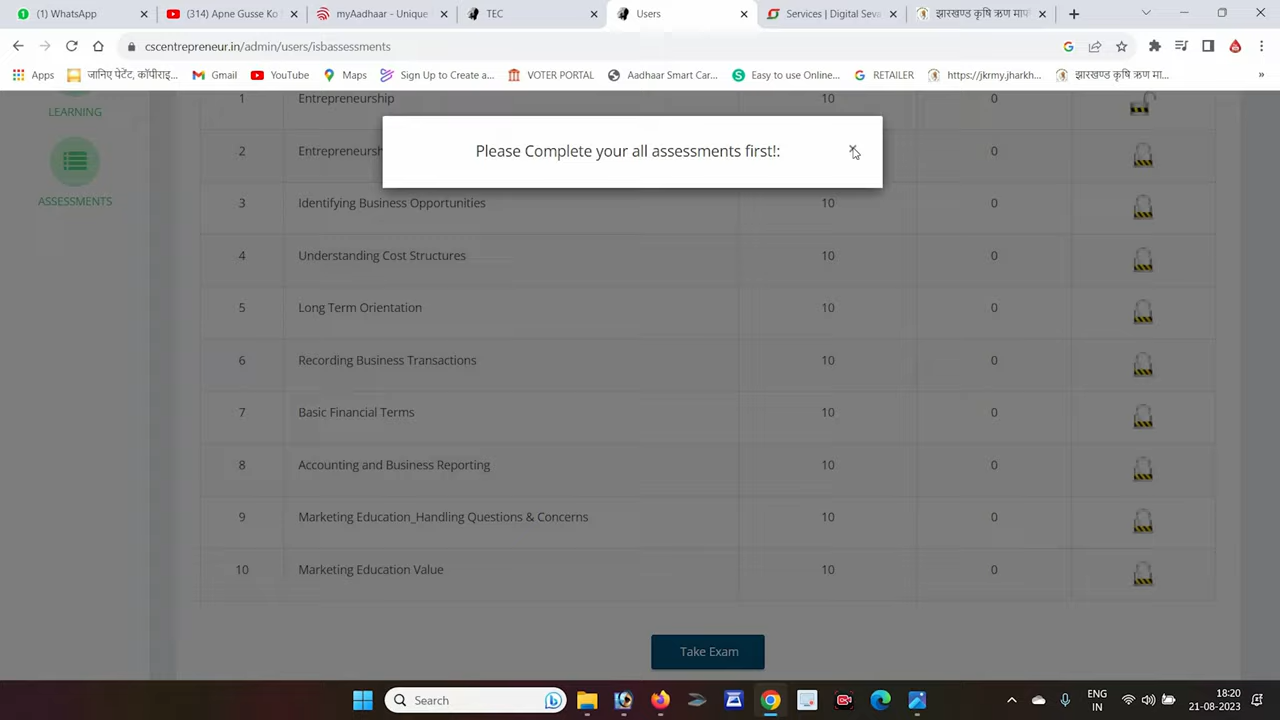 (1) WhatsApp
(314) Apne Gusse Ko
myAadhaar - Unique
TEC
Users
Services | Digital Seva
झारखण्ड कृषि ऋण माफ
cscentrepreneur.in/admin/users/isbassessments
Apps
जानिए पेटेंट, कॉपीराइ...
Gmail
YouTube
Maps
Sign Up to Create a...
VOTER PORTAL
Aadhaar Smart Car...
Easy to use Online...
RETAILER
https://jkrmy.jharkh...
झारखण्ड कृषि ऋण मा...
»
LEARNING
ASSESSMENTS
1 Entrepreneurship 10 0
Please Complete your all assessments first!: ×
2 Entrepreneursh 10 0
3 Identifying Business Opportunities 10 0
4 Understanding Cost Structures 10 0
5 Long Term Orientation 10 0
6 Recording Business Transactions 10 0
7 Basic Financial Terms 10 0
8 Accounting and Business Reporting 10 0
9 Marketing Education_Handling Questions & Concerns 10 0
10 Marketing Education Value 10 0
Take Exam
Search
ENG
IN
18:20
21-08-2023